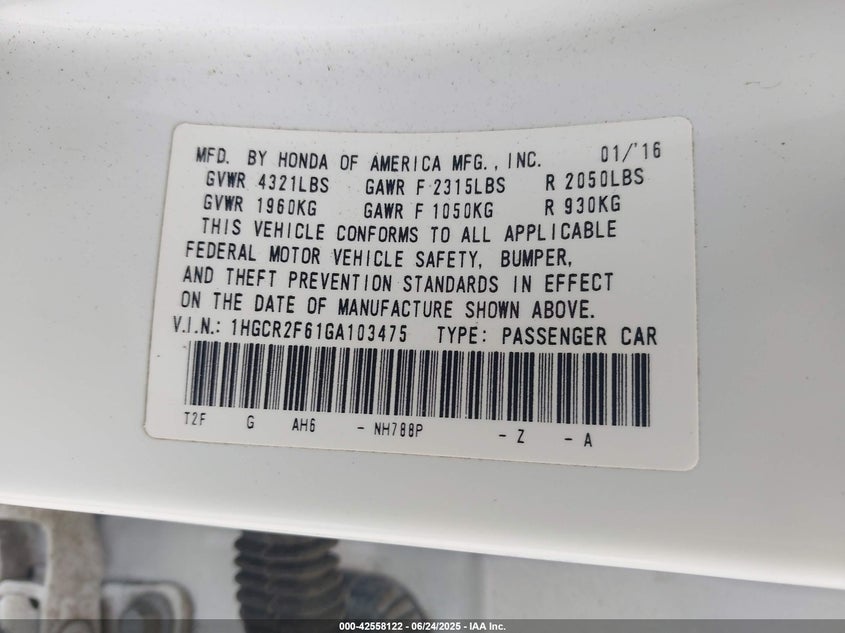 MFD. BY HONDA OF AMERICA MFG., INC. 01/'16
GVWR 4321LBS GAWR F 2315LBS R 2050LBS
GVWR 1960KG GAWR F 1050KG R 930KG
THIS VEHICLE CONFORMS TO ALL APPLICABLE
FEDERAL MOTOR VEHICLE SAFETY, BUMPER,
AND THEFT PREVENTION STANDARDS IN EFFECT
ON THE DATE OF MANUFACTURE SHOWN ABOVE.
V.I.N.: 1HGCR2F61GA103475 TYPE: PASSENGER CAR
T2F G AH6 - NH788P - Z - A
000-42558122 - 06/24/2025 - IAA Inc.